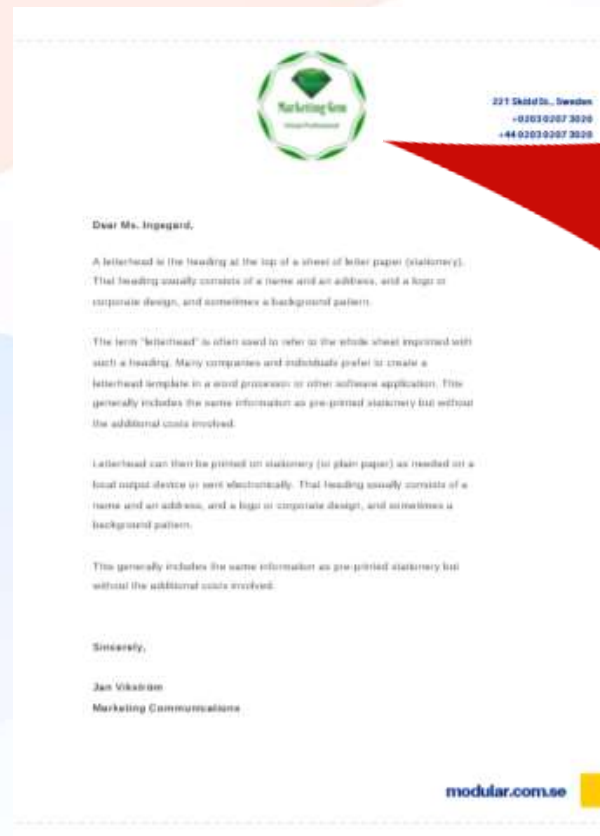 Marketing Gem
221 Sköld St., Sweden
+0203 0207 3020
+44 0203 0207 3020
Dear Ms. Ingegard,
A letterhead is the heading at the top of a sheet of letter paper (stationery).
That heading usually consists of a name and an address, and a logo or
corporate design, and sometimes a background pattern.
The term "letterhead" is often used to refer to the whole sheet imprinted with
such a heading. Many companies and individuals prefer to create a
letterhead template in a word processor or other software application. This
generally includes the same information as pre-printed stationery but without
the additional costs involved.
Letterhead can then be printed on stationery (or plain paper) as needed on a
local output device or sent electronically. That heading usually consists of a
name and an address, and a logo or corporate design, and sometimes a
background pattern.
This generally includes the same information as pre-printed stationery but
without the additional costs involved.
Sincerely,
Jan Vikström
Marketing Communications
modular.com.se